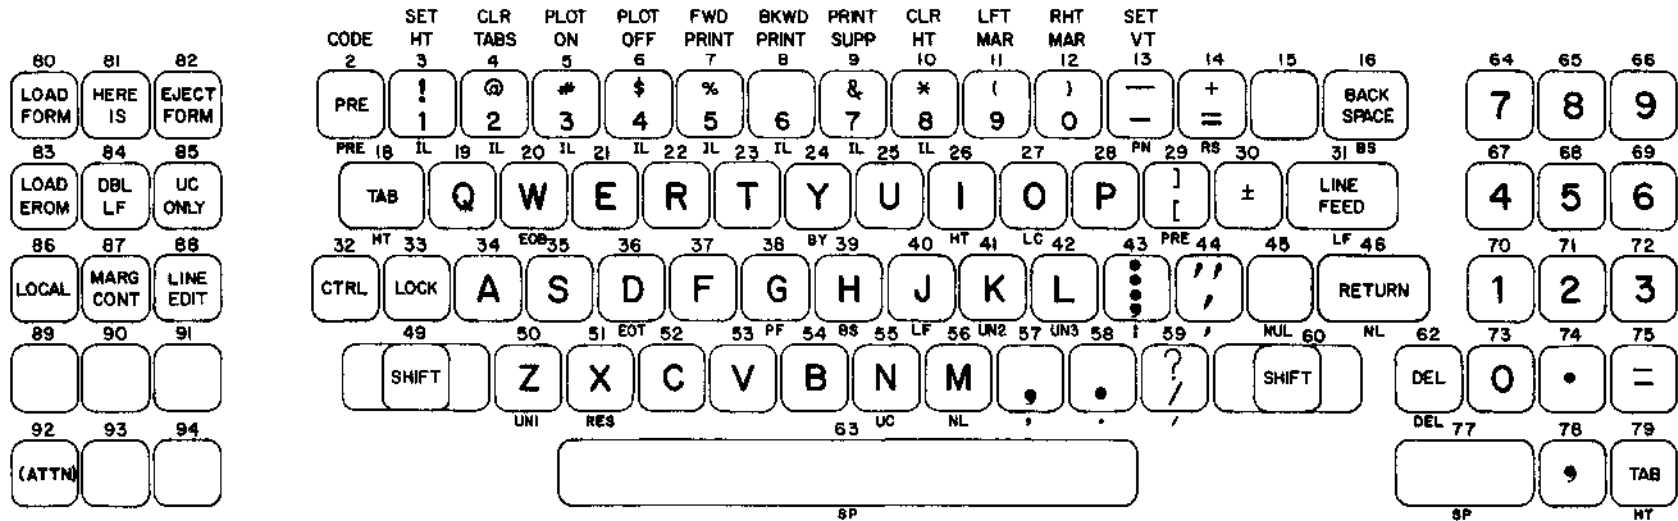 SET CLR PLOT PLOT FWD BKWD PRINT CLR LFT RHT SET
CODE HT TABS ON OFF PRINT PRINT SUPP HT MAR MAR VT
80 81 82 2 3 4 5 6 7 8 9 10 11 12 13 14 15 16 64 65 66
LOAD FORM HERE IS EJECT FORM PRE ! 1 @ 2 # 3 $ 4 % 5 6 & 7 * 8 ( 9 ) 0 — - + = BACK SPACE 7 8 9
PRE IL IL IL IL IL IL IL IL PN RS BS
83 84 85 18 19 20 21 22 23 24 25 26 27 28 29 30 31 67 68 69
LOAD EROM DBL LF UC ONLY TAB Q W E R T Y U I O P ] [ ± LINE FEED 4 5 6
HT EOB BY HT LC PRE LF
86 87 88 32 33 34 35 36 37 38 39 40 41 42 43 44 45 46 70 71 72
LOCAL MARG CONT LINE EDIT CTRL LOCK A S D F G H J K L : ; " , RETURN 1 2 3
EOT PF BS LF UN2 UN3 ; , NUL NL
89 90 91 49 50 51 52 53 54 55 56 57 58 59 60 62 73 74 75
SHIFT Z X C V B N M , . ? / SHIFT DEL 0 . =
UNI RES UC NL , . / DEL
92 93 94 63 77 78 79
(ATTN) , TAB
SP SP HT